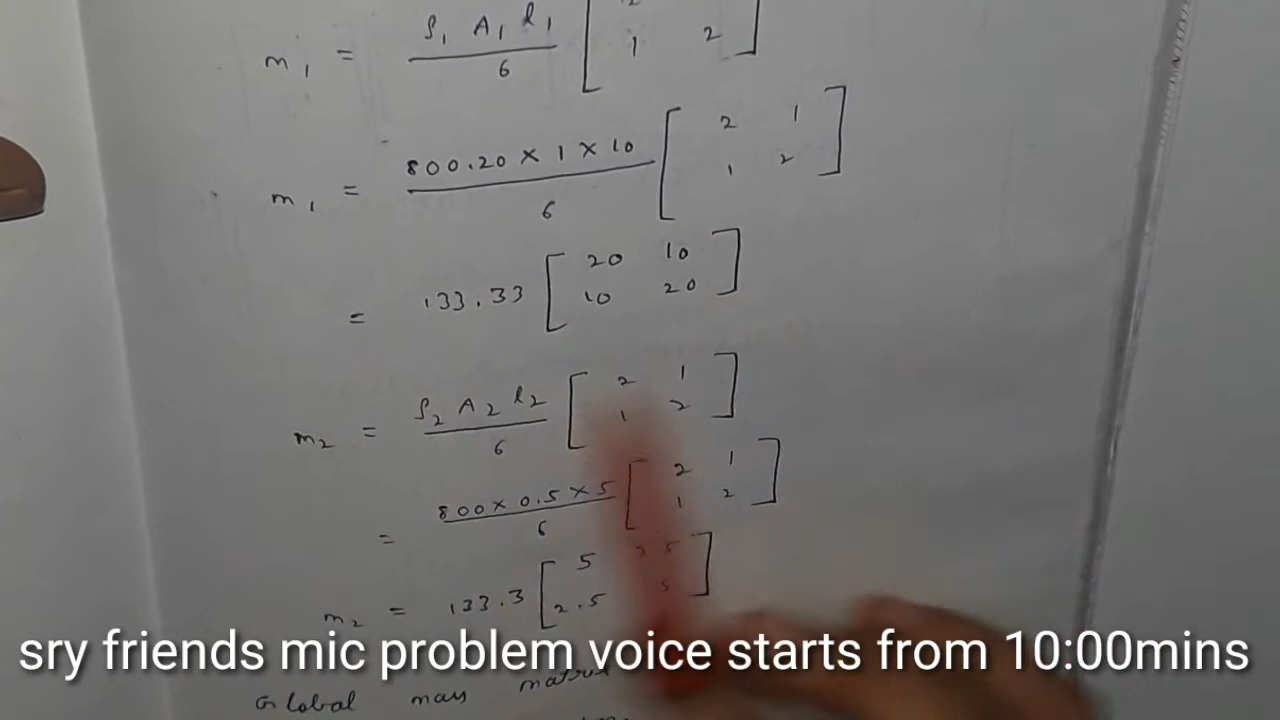 m₁ = ρ₁ A₁ l₁ / 6 [ 2
1 2 ]
m₁ = 800.20 × 1 × 10 / 6 [ 2 1
1 2 ]
= 133.33 [ 20 10
10 20 ]
m₂ = ρ₂ A₂ l₂ / 6 [ 2 1
1 2 ]
= 800 × 0.5 × 5 / 6 [ 2 1
1 2 ]
m₂ = 133.3 [ 5 2.5
2.5 5 ]
sry friends mic problem voice starts from 10:00mins
Global mass matrix